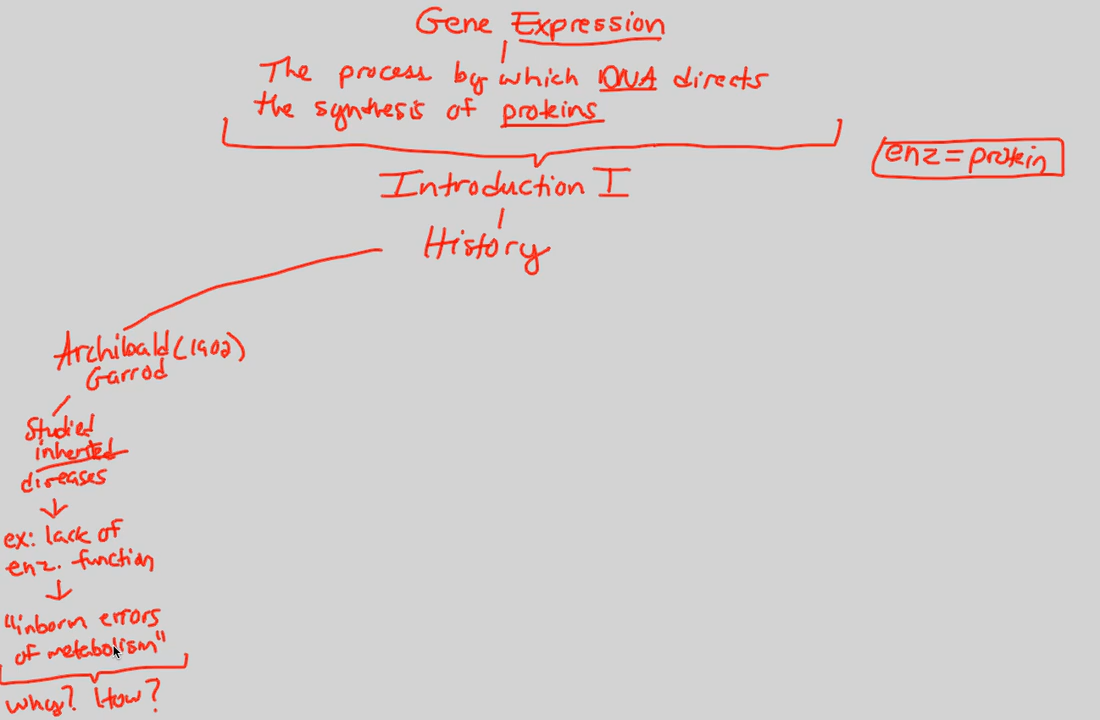 Gene Expression
The process by which DNA directs
the synthesis of proteins
enz = protein
Introduction I
History
Archibald (1902)
Garrod
Studied
inherited
diseases
ex: lack of
enz. function
"inborn errors
of metabolism"
Why? How?